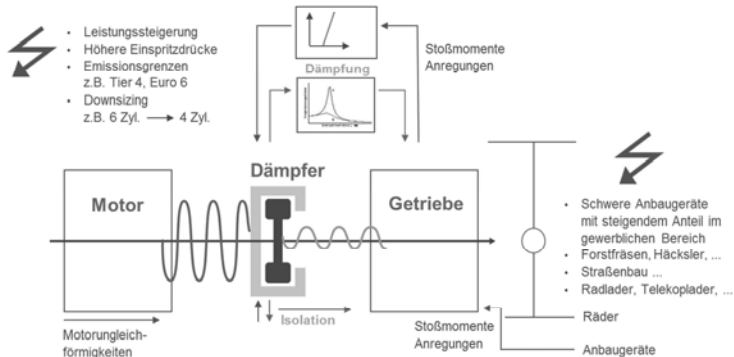 • Leistungssteigerung
• Höhere Einspritzdrücke
• Emissionsgrenzen
z.B. Tier 4, Euro 6
• Downsizing
z.B. 6 Zyl. → 4 Zyl.
Dämpfung
Stoßmomente
Anregungen
Motor
Dämpfer
Getriebe
• Schwere Anbaugeräte
mit steigendem Anteil im
gewerblichen Bereich
• Forstfräsen, Häcksler, ...
• Straßenbau ...
• Radlader, Telekoplader, ...
Isolation
Motorungleich-
förmigkeiten
Stoßmomente
Anregungen
Räder
Anbaugeräte